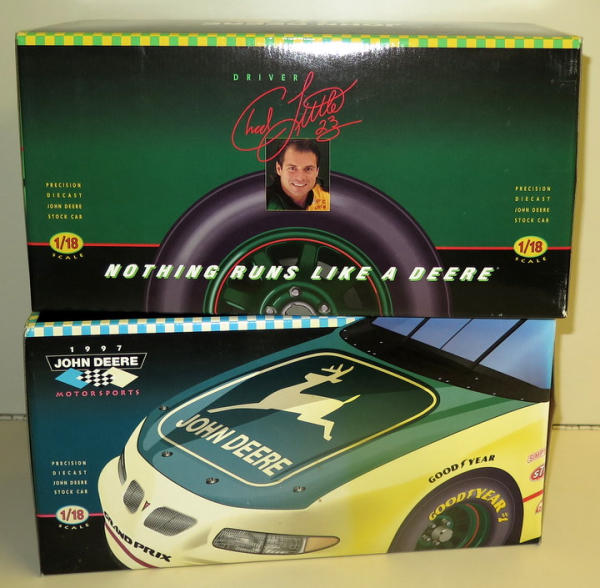 DRIVER
Chad Little
23
PRECISION
DIECAST
JOHN DEERE
STOCK CAR
1/18
SCALE
PRECISION
DIECAST
JOHN DEERE
STOCK CAR
1/18
SCALE
NOTHING RUNS LIKE A DEERE
1997
JOHN DEERE
MOTORSPORTS
PRECISION
DIECAST
JOHN DEERE
STOCK CAR
1/18
SCALE
JOHN DEERE
GRAND PRIX
GOODYEAR
GOODYEAR #1